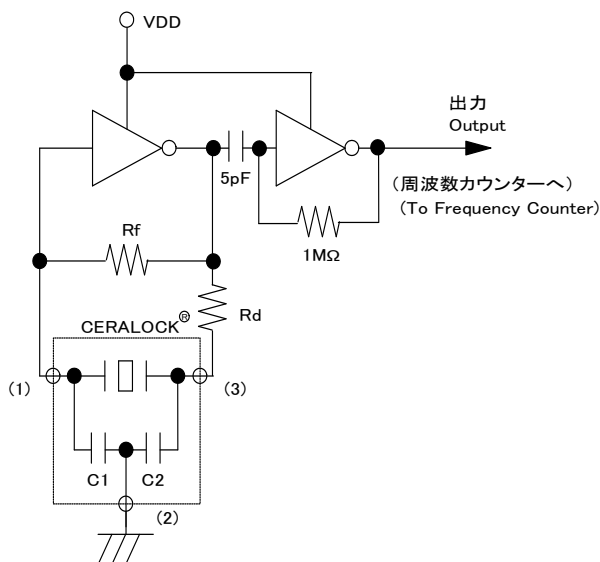 VDD
出力
Output
5pF
(周波数カウンターへ)
(To Frequency Counter)
Rf
1MΩ
CERALOCK®
Rd
(1)
(3)
C1
C2
(2)